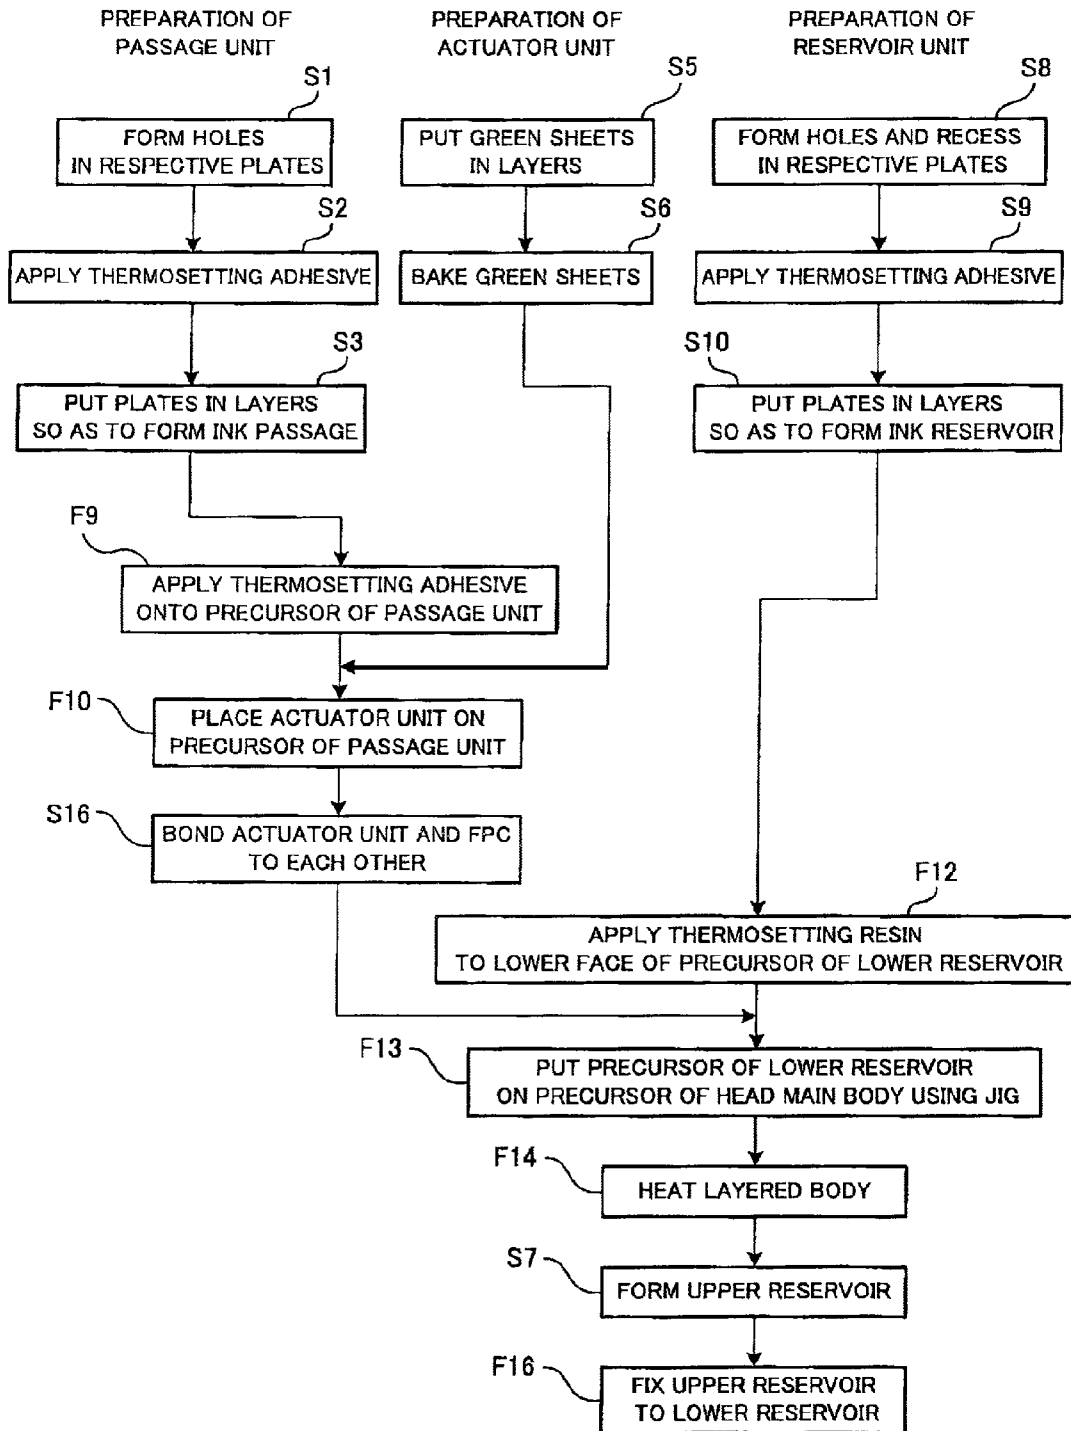 PREPARATION OF
PASSAGE UNIT
PREPARATION OF
ACTUATOR UNIT
PREPARATION OF
RESERVOIR UNIT
S1
FORM HOLES
IN RESPECTIVE PLATES
S5
PUT GREEN SHEETS
IN LAYERS
S8
FORM HOLES AND RECESS
IN RESPECTIVE PLATES
S2
APPLY THERMOSETTING ADHESIVE
S6
BAKE GREEN SHEETS
S9
APPLY THERMOSETTING ADHESIVE
S3
PUT PLATES IN LAYERS
SO AS TO FORM INK PASSAGE
S10
PUT PLATES IN LAYERS
SO AS TO FORM INK RESERVOIR
F9
APPLY THERMOSETTING ADHESIVE
ONTO PRECURSOR OF PASSAGE UNIT
F10
PLACE ACTUATOR UNIT ON
PRECURSOR OF PASSAGE UNIT
S16
BOND ACTUATOR UNIT AND FPC
TO EACH OTHER
F12
APPLY THERMOSETTING RESIN
TO LOWER FACE OF PRECURSOR OF LOWER RESERVOIR
F13
PUT PRECURSOR OF LOWER RESERVOIR
ON PRECURSOR OF HEAD MAIN BODY USING JIG
F14
HEAT LAYERED BODY
S7
FORM UPPER RESERVOIR
F16
FIX UPPER RESERVOIR
TO LOWER RESERVOIR